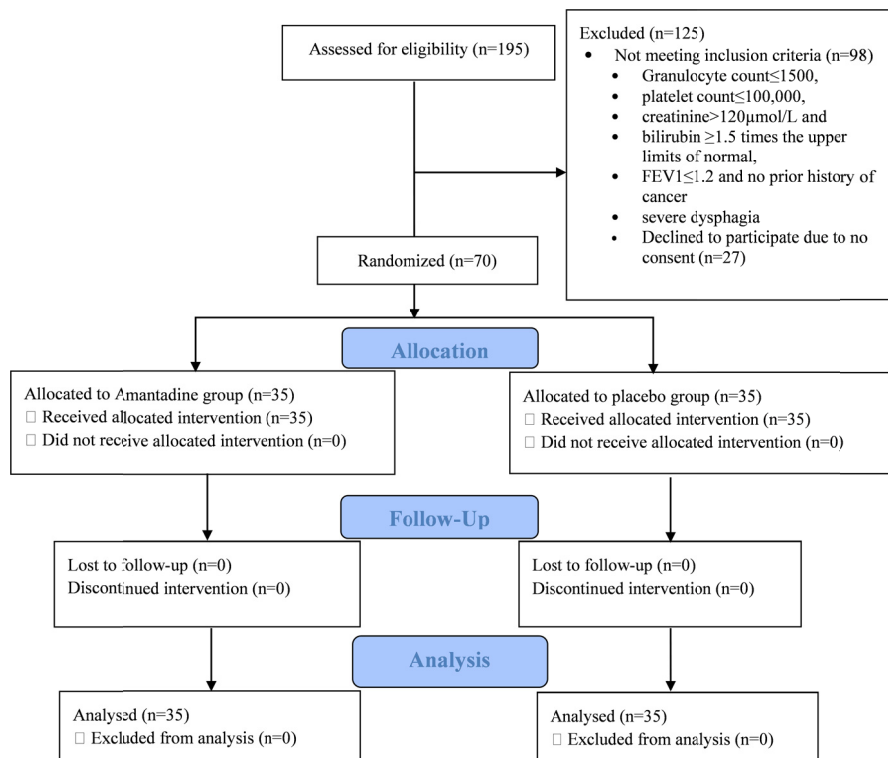 Assessed for eligibility (n=195)
Excluded (n=125)
• Not meeting inclusion criteria (n=98)
• Granulocyte count≤1500,
• platelet count≤100,000,
• creatinine>120µmol/L and
• bilirubin ≥1.5 times the upper
limits of normal,
• FEV1≤1.2 and no prior history of
cancer
• severe dysphagia
• Declined to participate due to no
consent (n=27)
Randomized (n=70)
Allocation
Allocated to Amantadine group (n=35)
□ Received allocated intervention (n=35)
□ Did not receive allocated intervention (n=0)
Allocated to placebo group (n=35)
□ Received allocated intervention (n=35)
□ Did not receive allocated intervention (n=0)
Follow-Up
Lost to follow-up (n=0)
Discontinued intervention (n=0)
Lost to follow-up (n=0)
Discontinued intervention (n=0)
Analysis
Analysed (n=35)
□ Excluded from analysis (n=0)
Analysed (n=35)
□ Excluded from analysis (n=0)